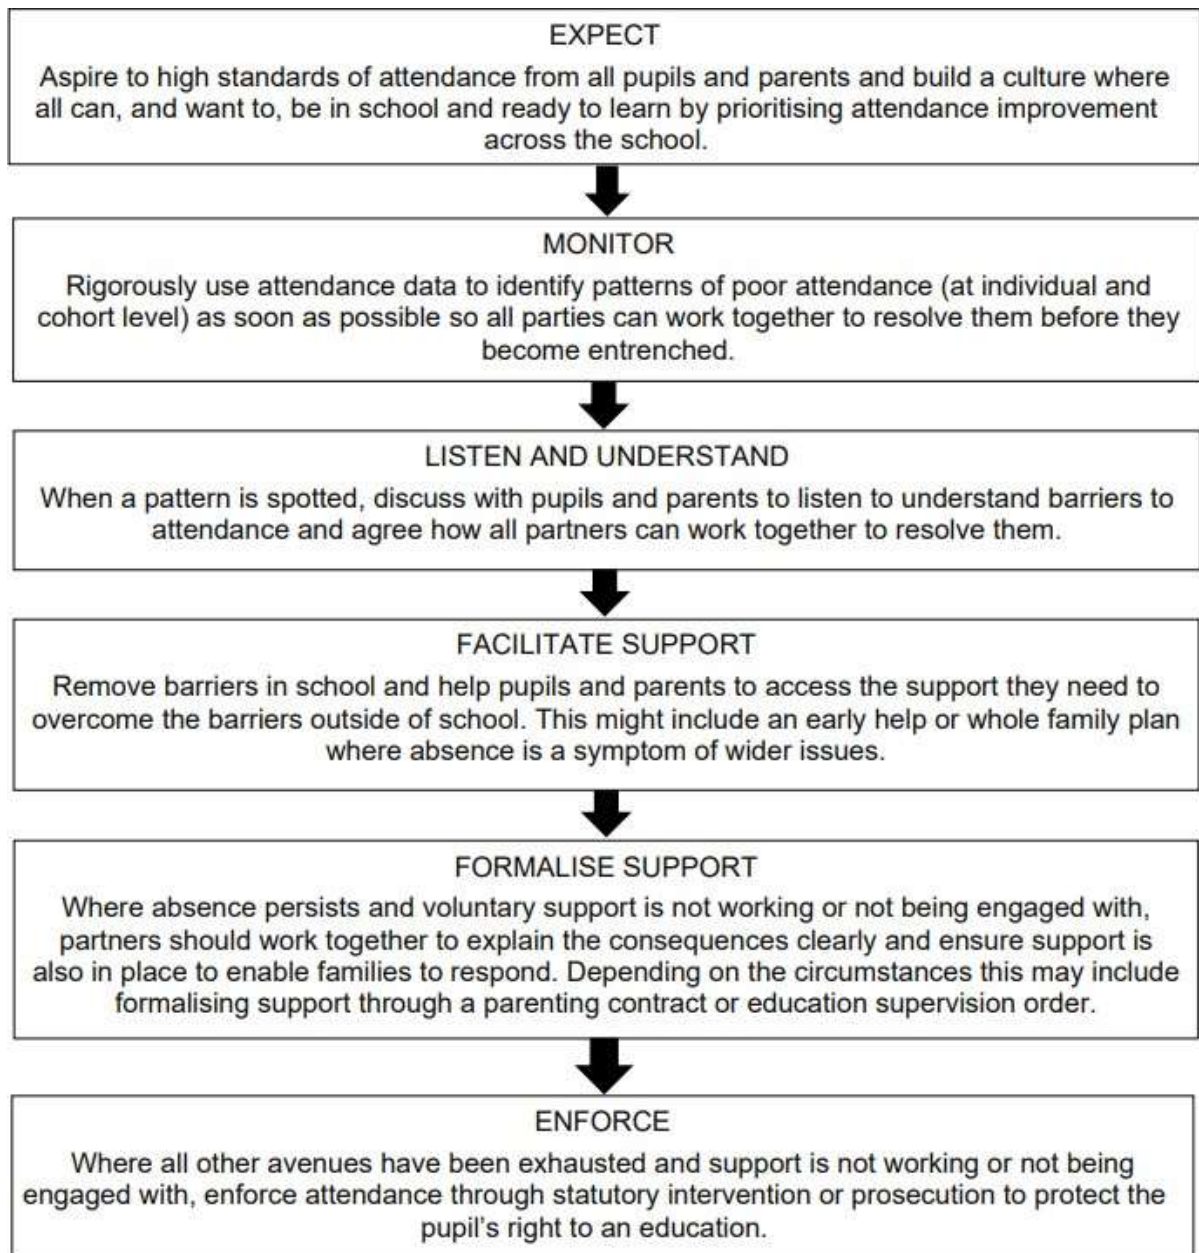 EXPECT
Aspire to high standards of attendance from all pupils and parents and build a culture where
all can, and want to, be in school and ready to learn by prioritising attendance improvement
across the school.
MONITOR
Rigorously use attendance data to identify patterns of poor attendance (at individual and
cohort level) as soon as possible so all parties can work together to resolve them before they
become entrenched.
LISTEN AND UNDERSTAND
When a pattern is spotted, discuss with pupils and parents to listen to understand barriers to
attendance and agree how all partners can work together to resolve them.
FACILITATE SUPPORT
Remove barriers in school and help pupils and parents to access the support they need to
overcome the barriers outside of school. This might include an early help or whole family plan
where absence is a symptom of wider issues.
FORMALISE SUPPORT
Where absence persists and voluntary support is not working or not being engaged with,
partners should work together to explain the consequences clearly and ensure support is
also in place to enable families to respond. Depending on the circumstances this may include
formalising support through a parenting contract or education supervision order.
ENFORCE
Where all other avenues have been exhausted and support is not working or not being
engaged with, enforce attendance through statutory intervention or prosecution to protect the
pupil's right to an education.